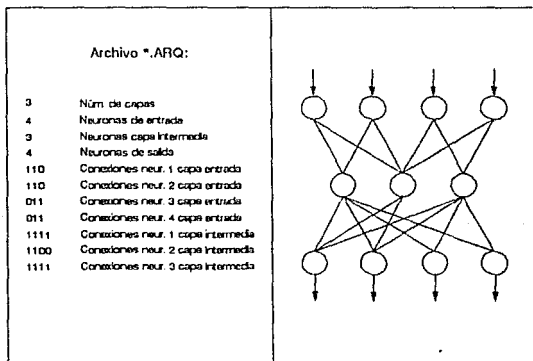 Archivo *.ARQ:
3 Núm. de capas
4 Neuronas de entrada
3 Neuronas capa intermedia
4 Neuronas de salida
110 Conexiones neur. 1 capa entrada
110 Conexiones neur. 2 capa entrada
011 Conexiones neur. 3 capa entrada
011 Conexiones neur. 4 capa entrada
1111 Conexiones neur. 1 capa intermedia
1100 Conexiones neur. 2 capa intermedia
1111 Conexiones neur. 3 capa intermedia